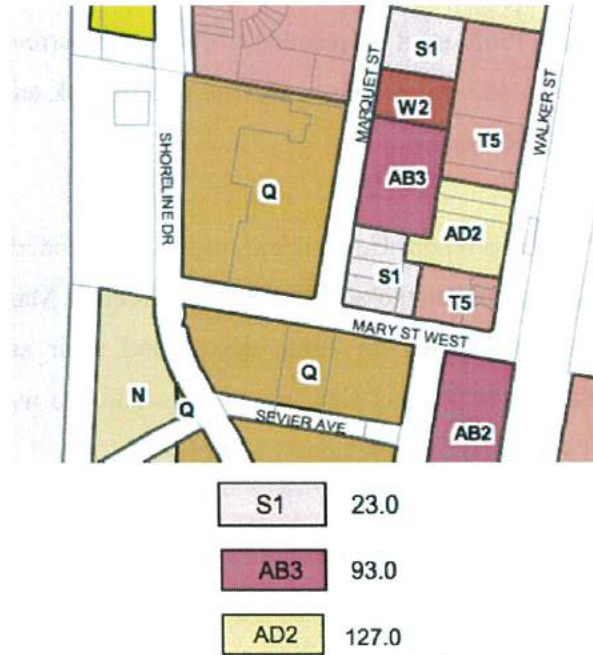 S1
MARQUET ST
W2
WALKER ST
SHORELINE DR
T5
AB3
Q
AD2
S1
T5
MARY ST WEST
Q
N
Q
SEVIER AVE
AB2
S1 23.0
AB3 93.0
AD2 127.0